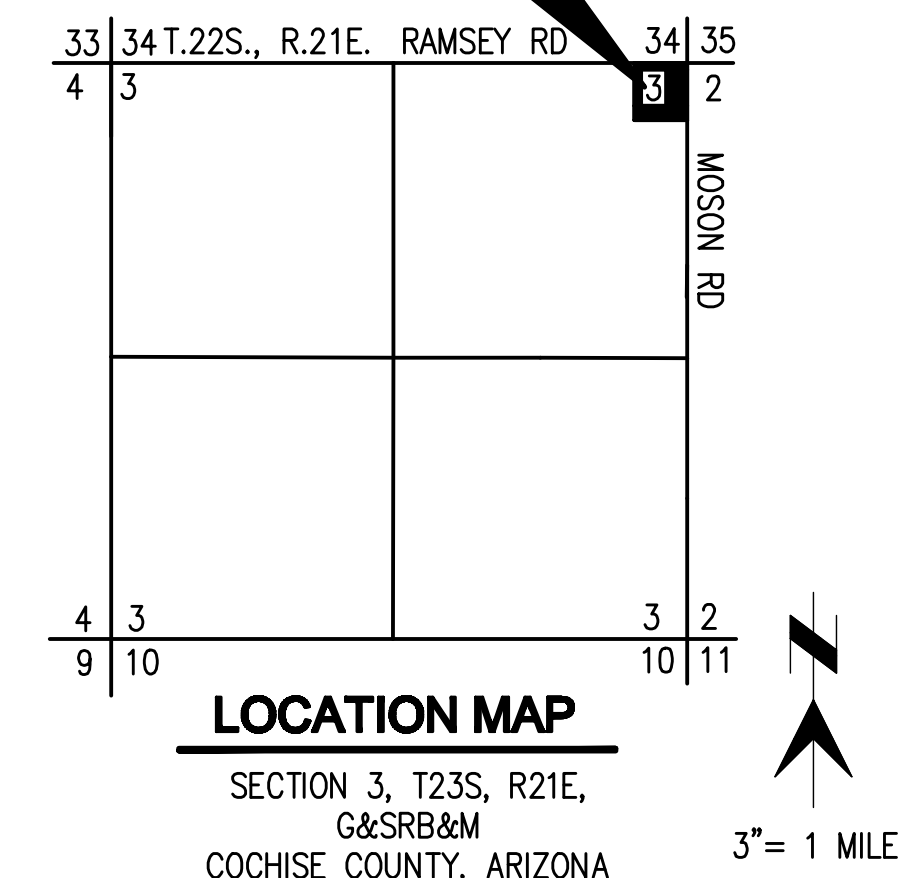 33 34 T.22S., R.21E. RAMSEY RD 34 35
4 3 3 2
MOSON RD
4 3 3 2
9 10 10 11
LOCATION MAP
SECTION 3, T23S, R21E,
G&SRB&M
COCHISE COUNTY, ARIZONA
N
3"= 1 MILE